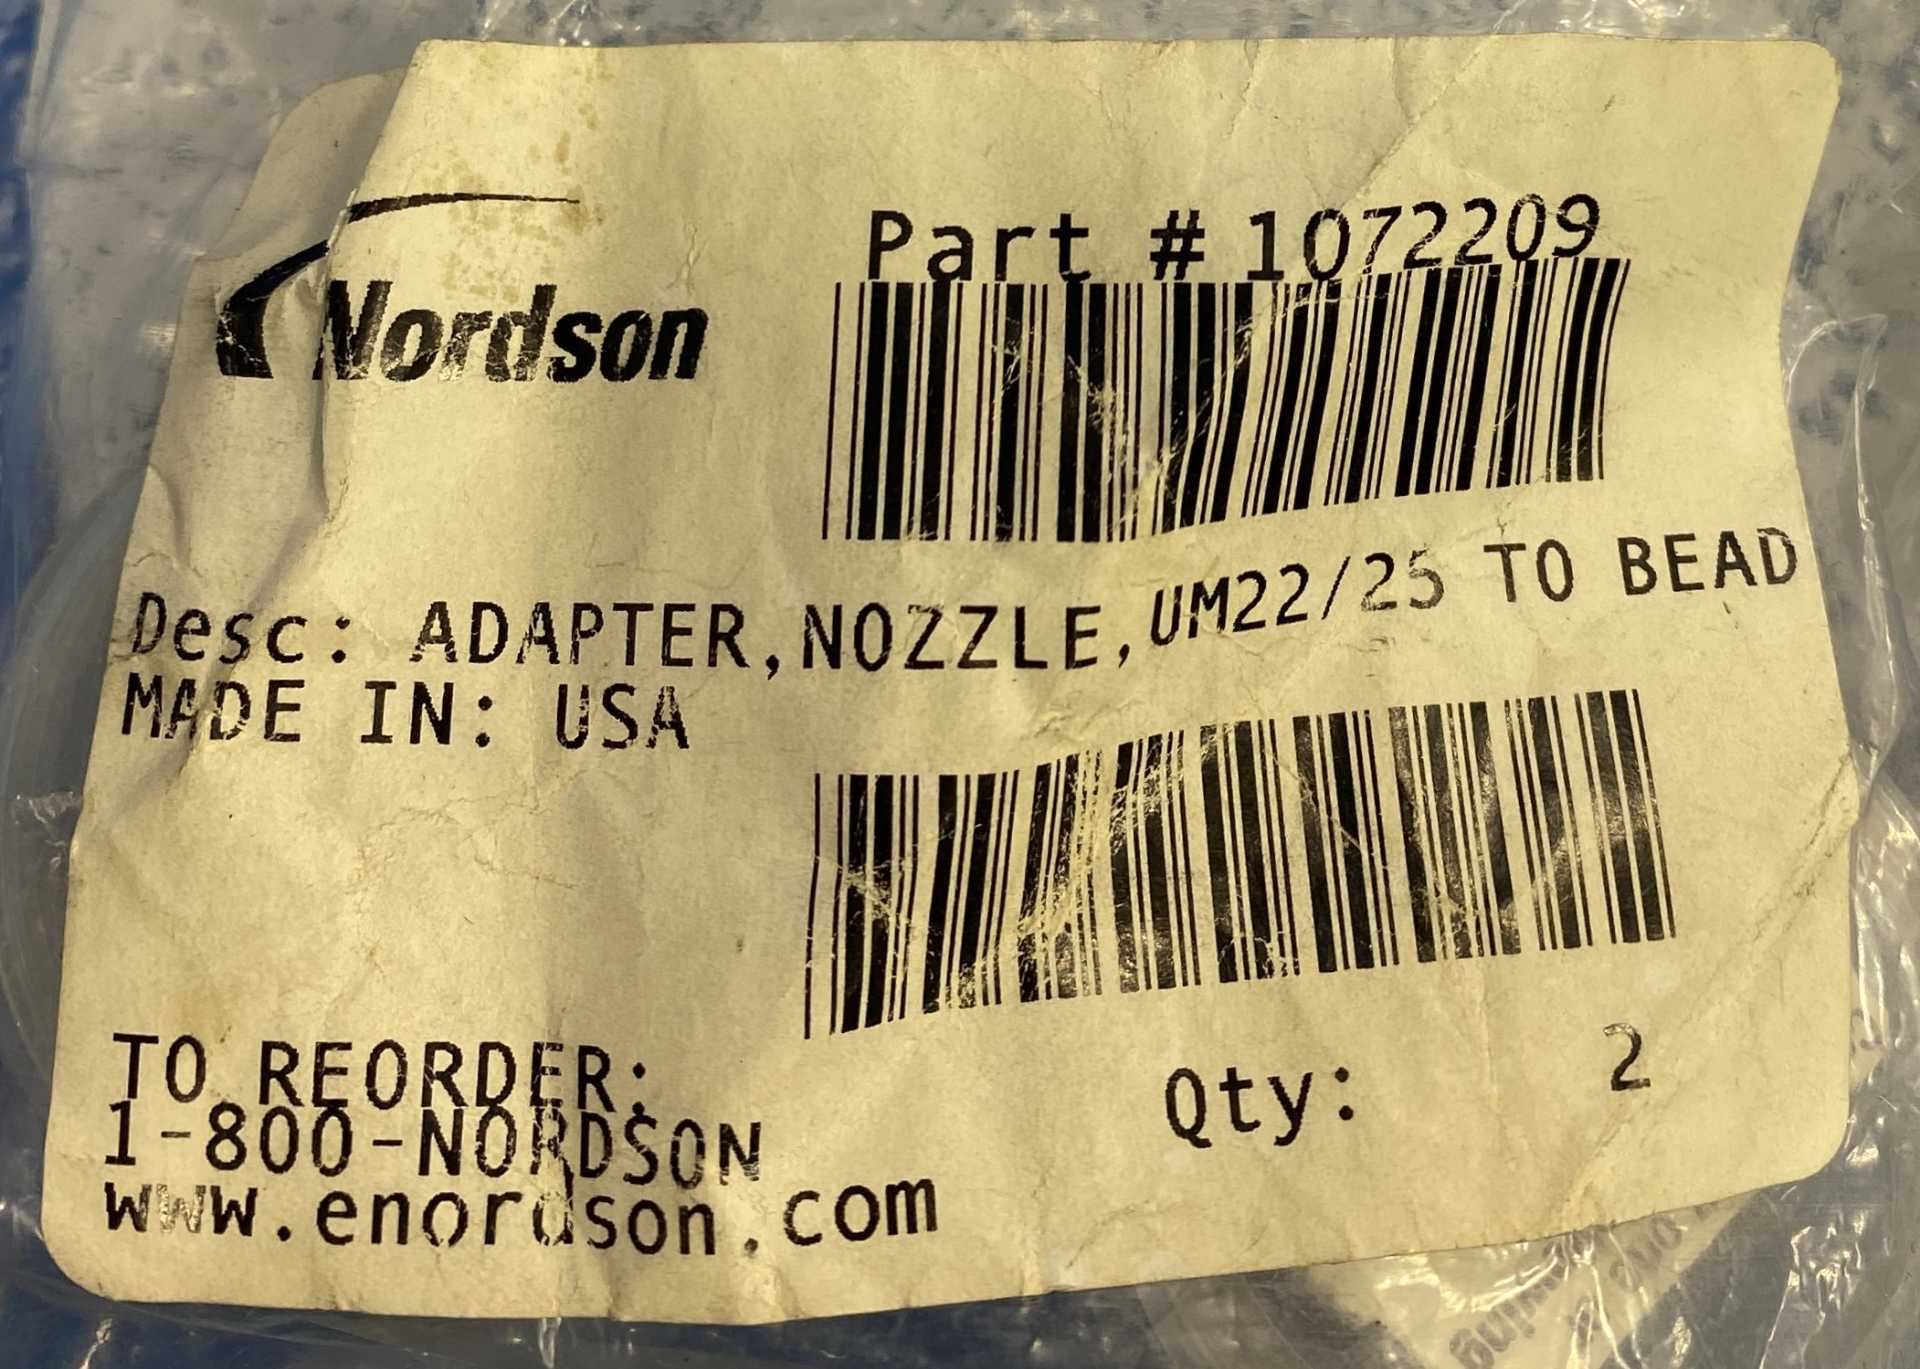 Nordson
Part # 1072209
Desc: ADAPTER,NOZZLE,UM22/25 TO BEAD
MADE IN: USA
TO REORDER:
1-800-NORDSON
www.enordson.com
Qty: 2